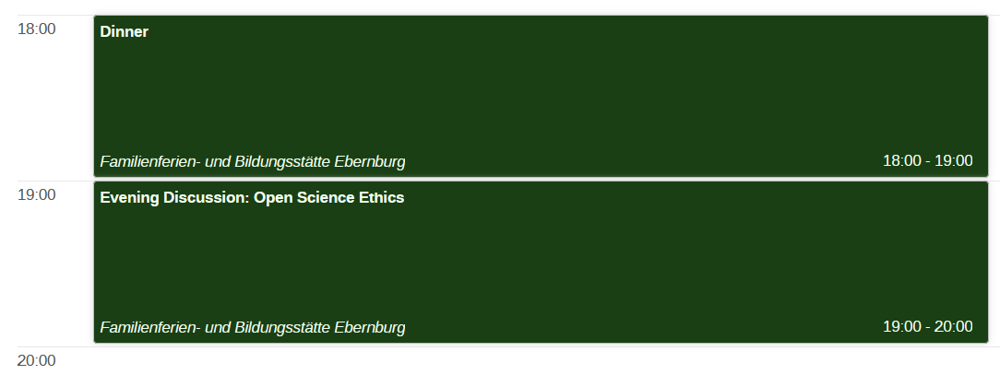 18:00
Dinner
Familienferien- und Bildungsstätte Ebernburg
18:00 - 19:00
19:00
Evening Discussion: Open Science Ethics
Familienferien- und Bildungsstätte Ebernburg
19:00 - 20:00
20:00